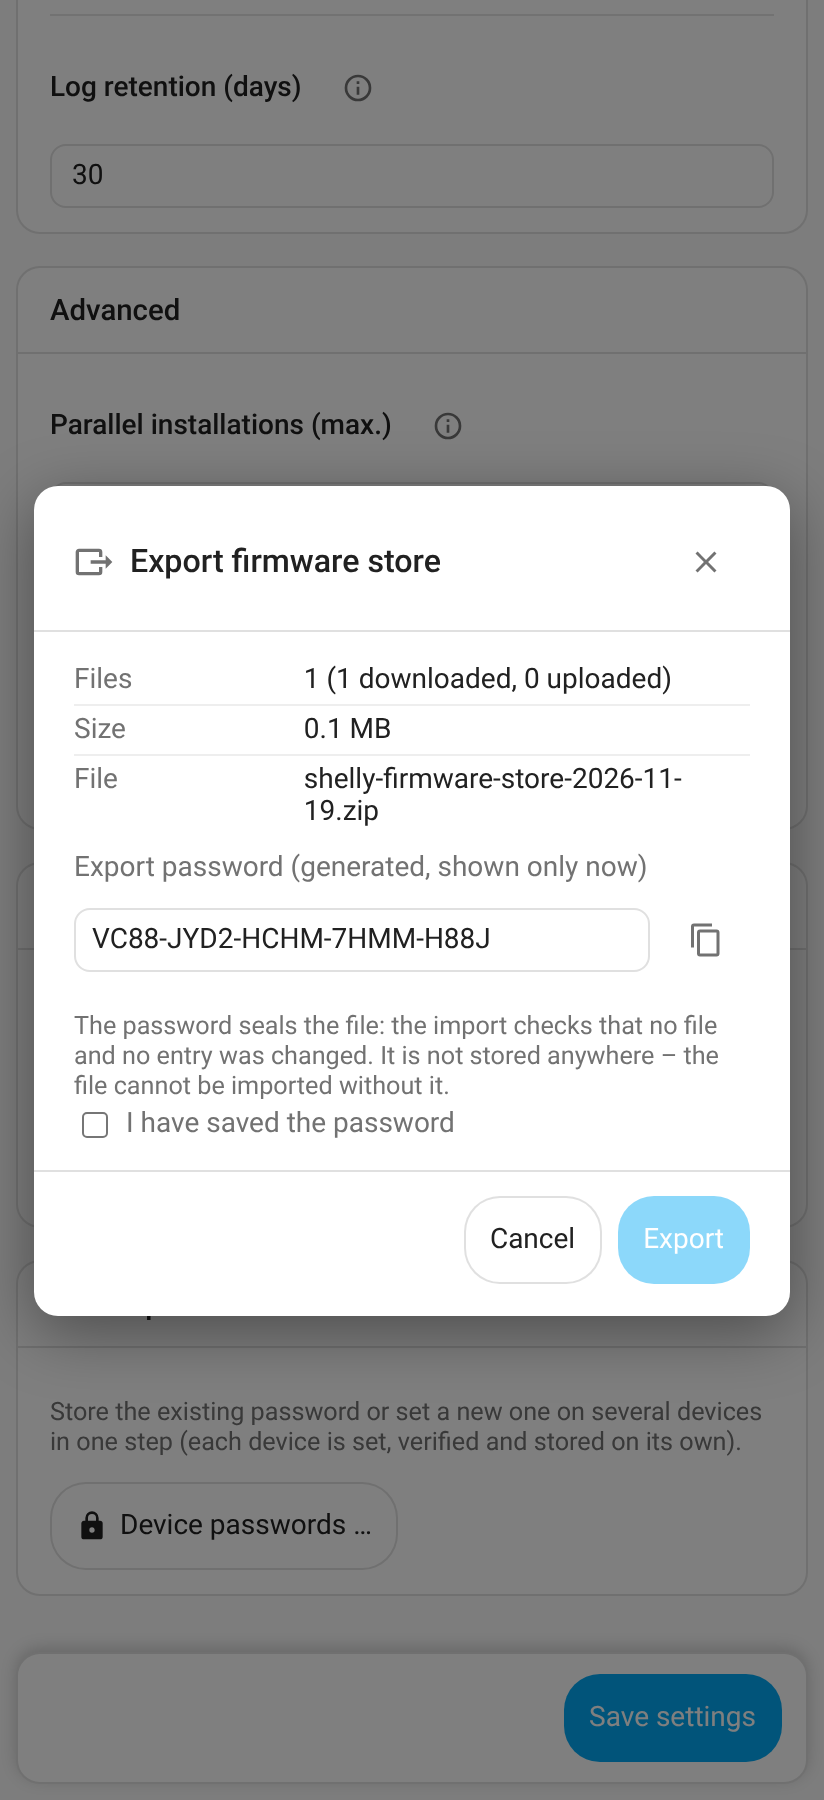 Log retention (days)
30
Advanced
Parallel installations (max.)
Export firmware store
Files 1 (1 downloaded, 0 uploaded)
Size 0.1 MB
File shelly-firmware-store-2026-11-
19.zip
Export password (generated, shown only now)
VC88-JYD2-HCHM-7HMM-H88J
The password seals the file: the import checks that no file
and no entry was changed. It is not stored anywhere – the
file cannot be imported without it.
I have saved the password
Cancel Export
Store the existing password or set a new one on several devices
in one step (each device is set, verified and stored on its own).
Device passwords ...
Save settings